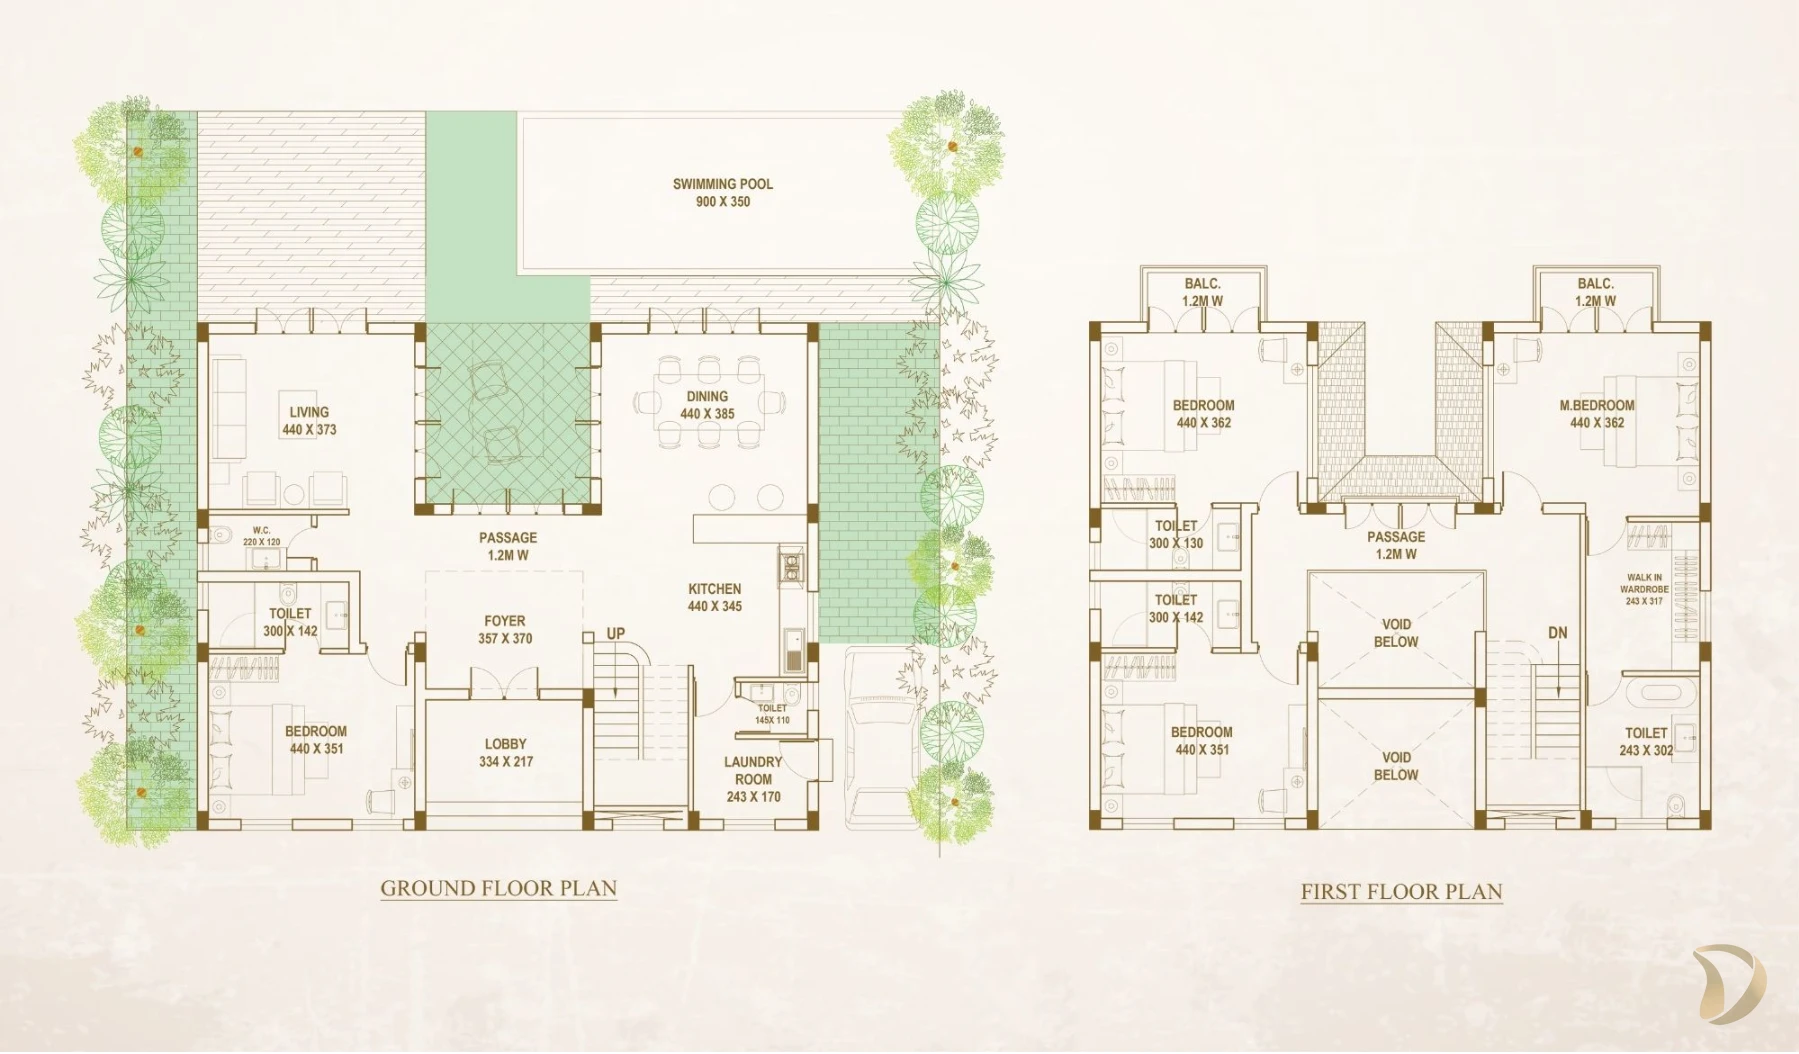 SWIMMING POOL
900 X 350
LIVING
440 X 373
DINING
440 X 385
W.C.
220 X 120
PASSAGE
1.2M W
KITCHEN
440 X 345
TOILET
300 X 142
FOYER
357 X 370
UP
BEDROOM
440 X 351
LOBBY
334 X 217
TOILET
145X 110
LAUNDRY
ROOM
243 X 170
GROUND FLOOR PLAN
BALC.
1.2M W
BALC.
1.2M W
BEDROOM
440 X 362
M.BEDROOM
440 X 362
TOILET
300 X 130
PASSAGE
1.2M W
TOILET
300 X 142
WALK IN
WARDROBE
243 X 317
VOID
BELOW
DN
BEDROOM
440 X 351
VOID
BELOW
TOILET
243 X 302
FIRST FLOOR PLAN